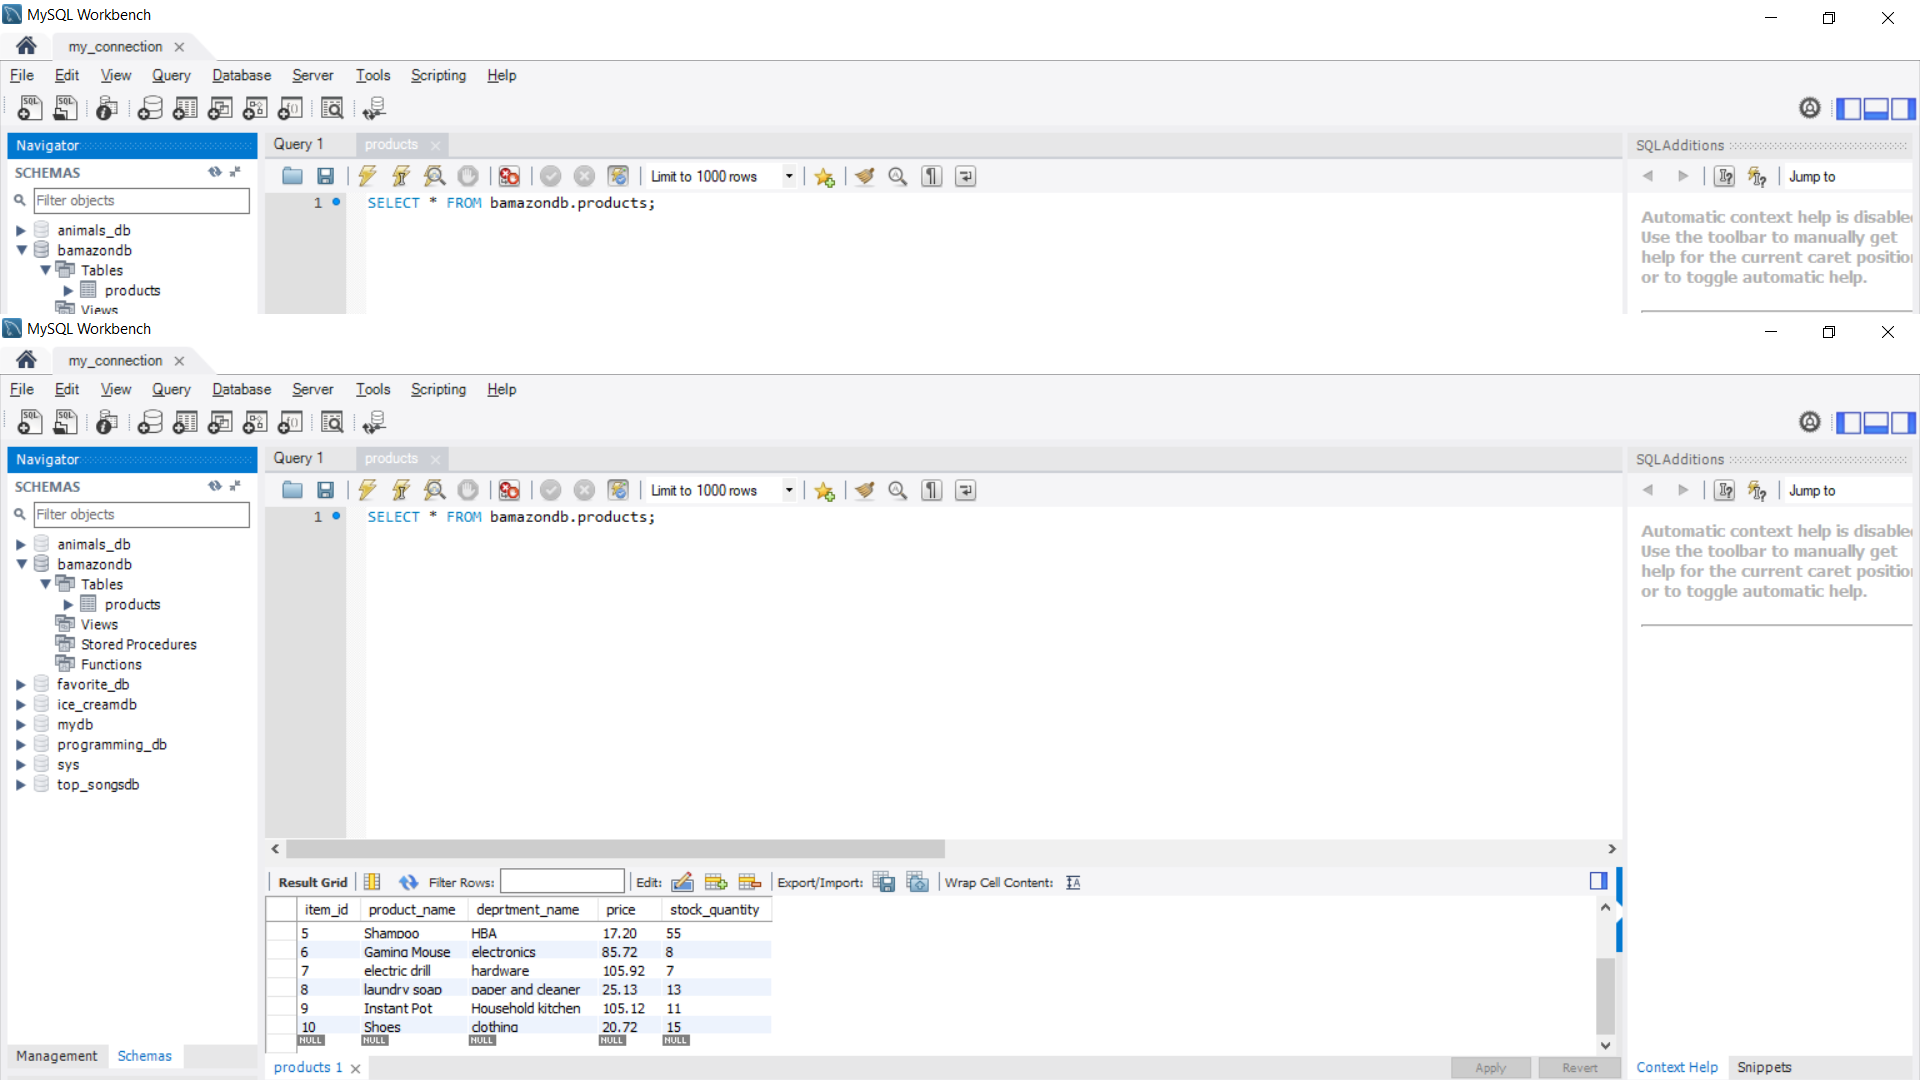 MySQL Workbench
my_connection
File Edit View Query Database Server Tools Scripting Help
Navigator
SCHEMAS
Filter objects
animals_db
bamazondb
Tables
products
Views
Query 1 products
Limit to 1000 rows
1 SELECT * FROM bamazondb.products;
SQLAdditions
Jump to
Automatic context help is disable
Use the toolbar to manually get
help for the current caret positio
or to toggle automatic help.
MySQL Workbench
my_connection
File Edit View Query Database Server Tools Scripting Help
Navigator
SCHEMAS
Filter objects
animals_db
bamazondb
Tables
products
Views
Stored Procedures
Functions
favorite_db
ice_creamdb
mydb
programming_db
sys
top_songsdb
Management Schemas
Query 1 products
Limit to 1000 rows
1 SELECT * FROM bamazondb.products;
Result Grid Filter Rows: Edit: Export/Import: Wrap Cell Content:
item_id product_name deprtment_name price stock_quantity
5 Shampoo HBA 17.20 55
6 Gaming Mouse electronics 85.72 8
7 electric drill hardware 105.92 7
8 laundry soap paper and cleaner 25.13 13
9 Instant Pot Household kitchen 105.12 11
10 Shoes clothing 20.72 15
NULL NULL NULL NULL NULL
products 1
Apply Revert
SQLAdditions
Jump to
Automatic context help is disable
Use the toolbar to manually get
help for the current caret positio
or to toggle automatic help.
Context Help Snippets